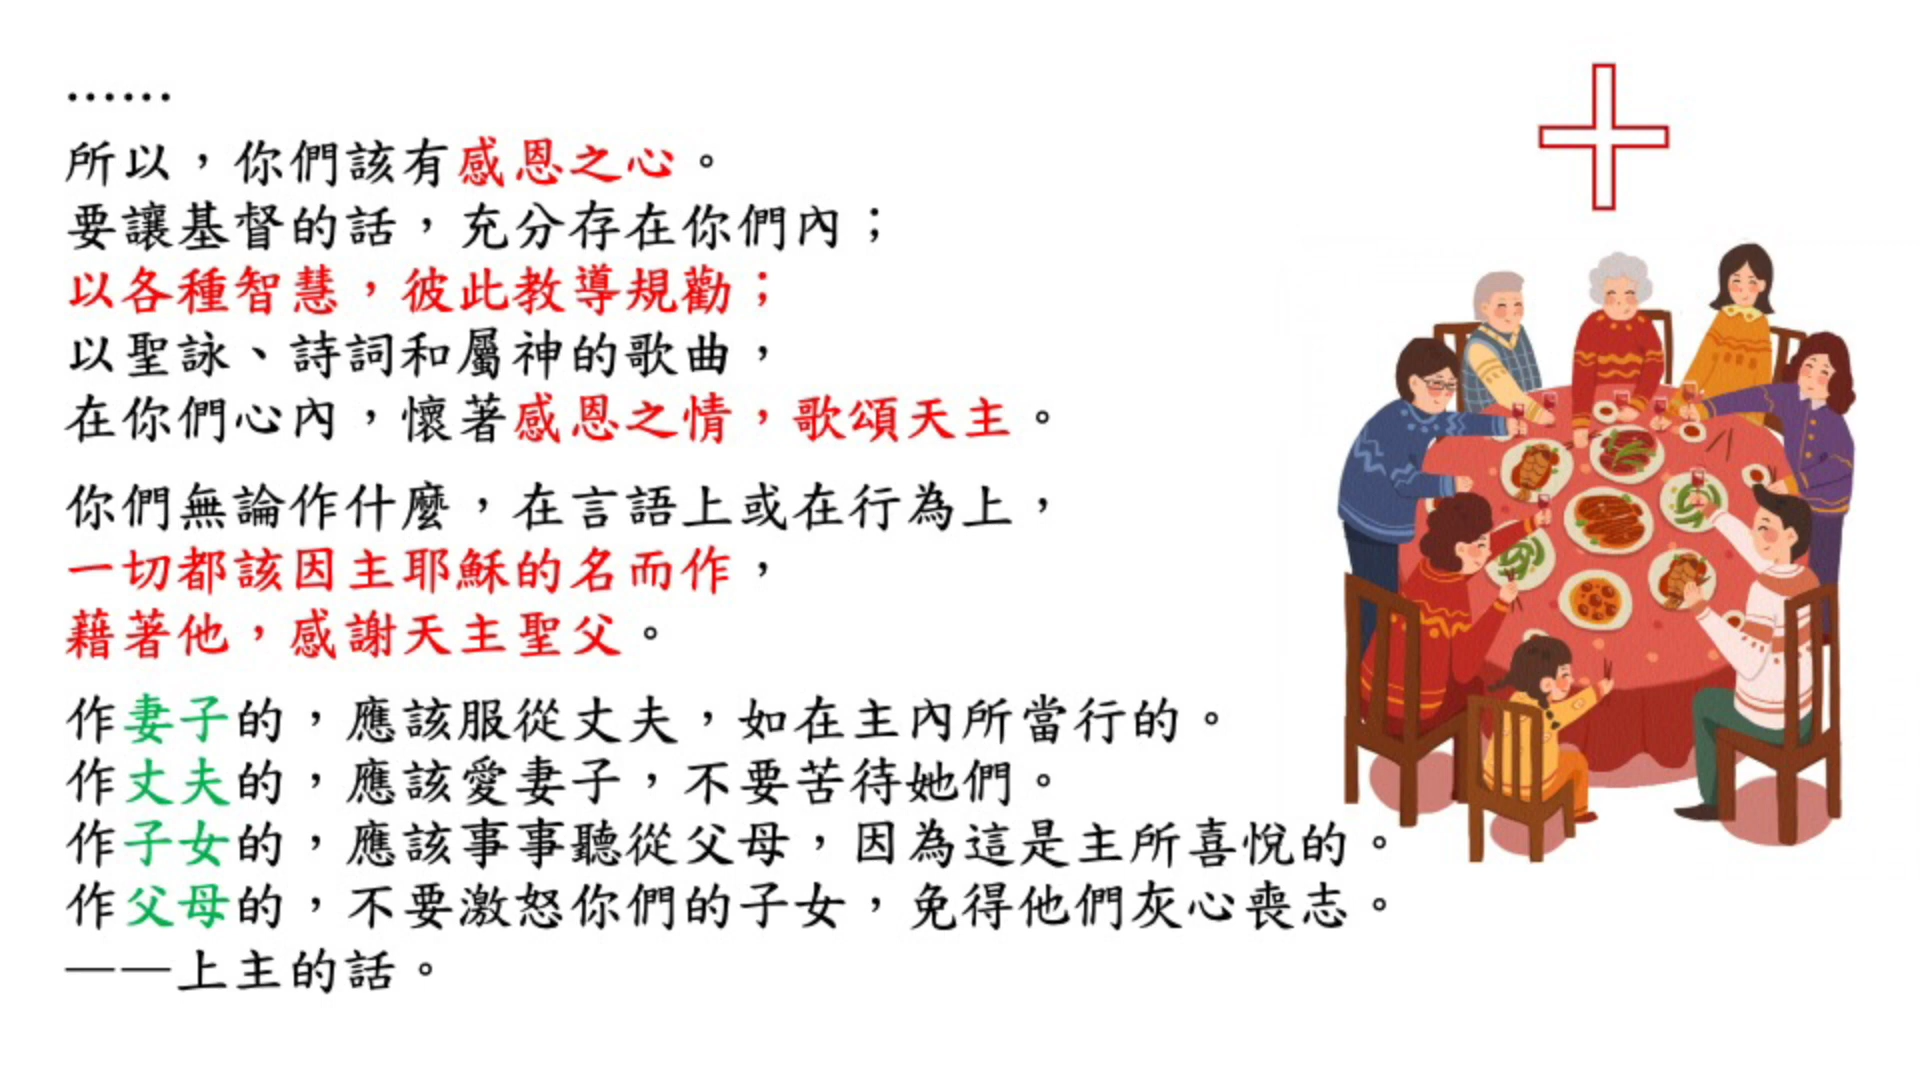 ……
所以，你們該有感恩之心。
要讓基督的話，充分存在你們內；
以各種智慧，彼此教導規勸；
以聖詠、詩詞和屬神的歌曲，
在你們心內，懷著感恩之情，歌頌天主。
你們無論作什麼，在言語上或在行為上，
一切都該因主耶穌的名而作，
藉著他，感謝天主聖父。
作妻子的，應該服從丈夫，如在主內所當行的。
作丈夫的，應該愛妻子，不要苦待她們。
作子女的，應該事事聽從父母，因為這是主所喜悅的。
作父母的，不要激怒你們的子女，免得他們灰心喪志。
——上主的話。